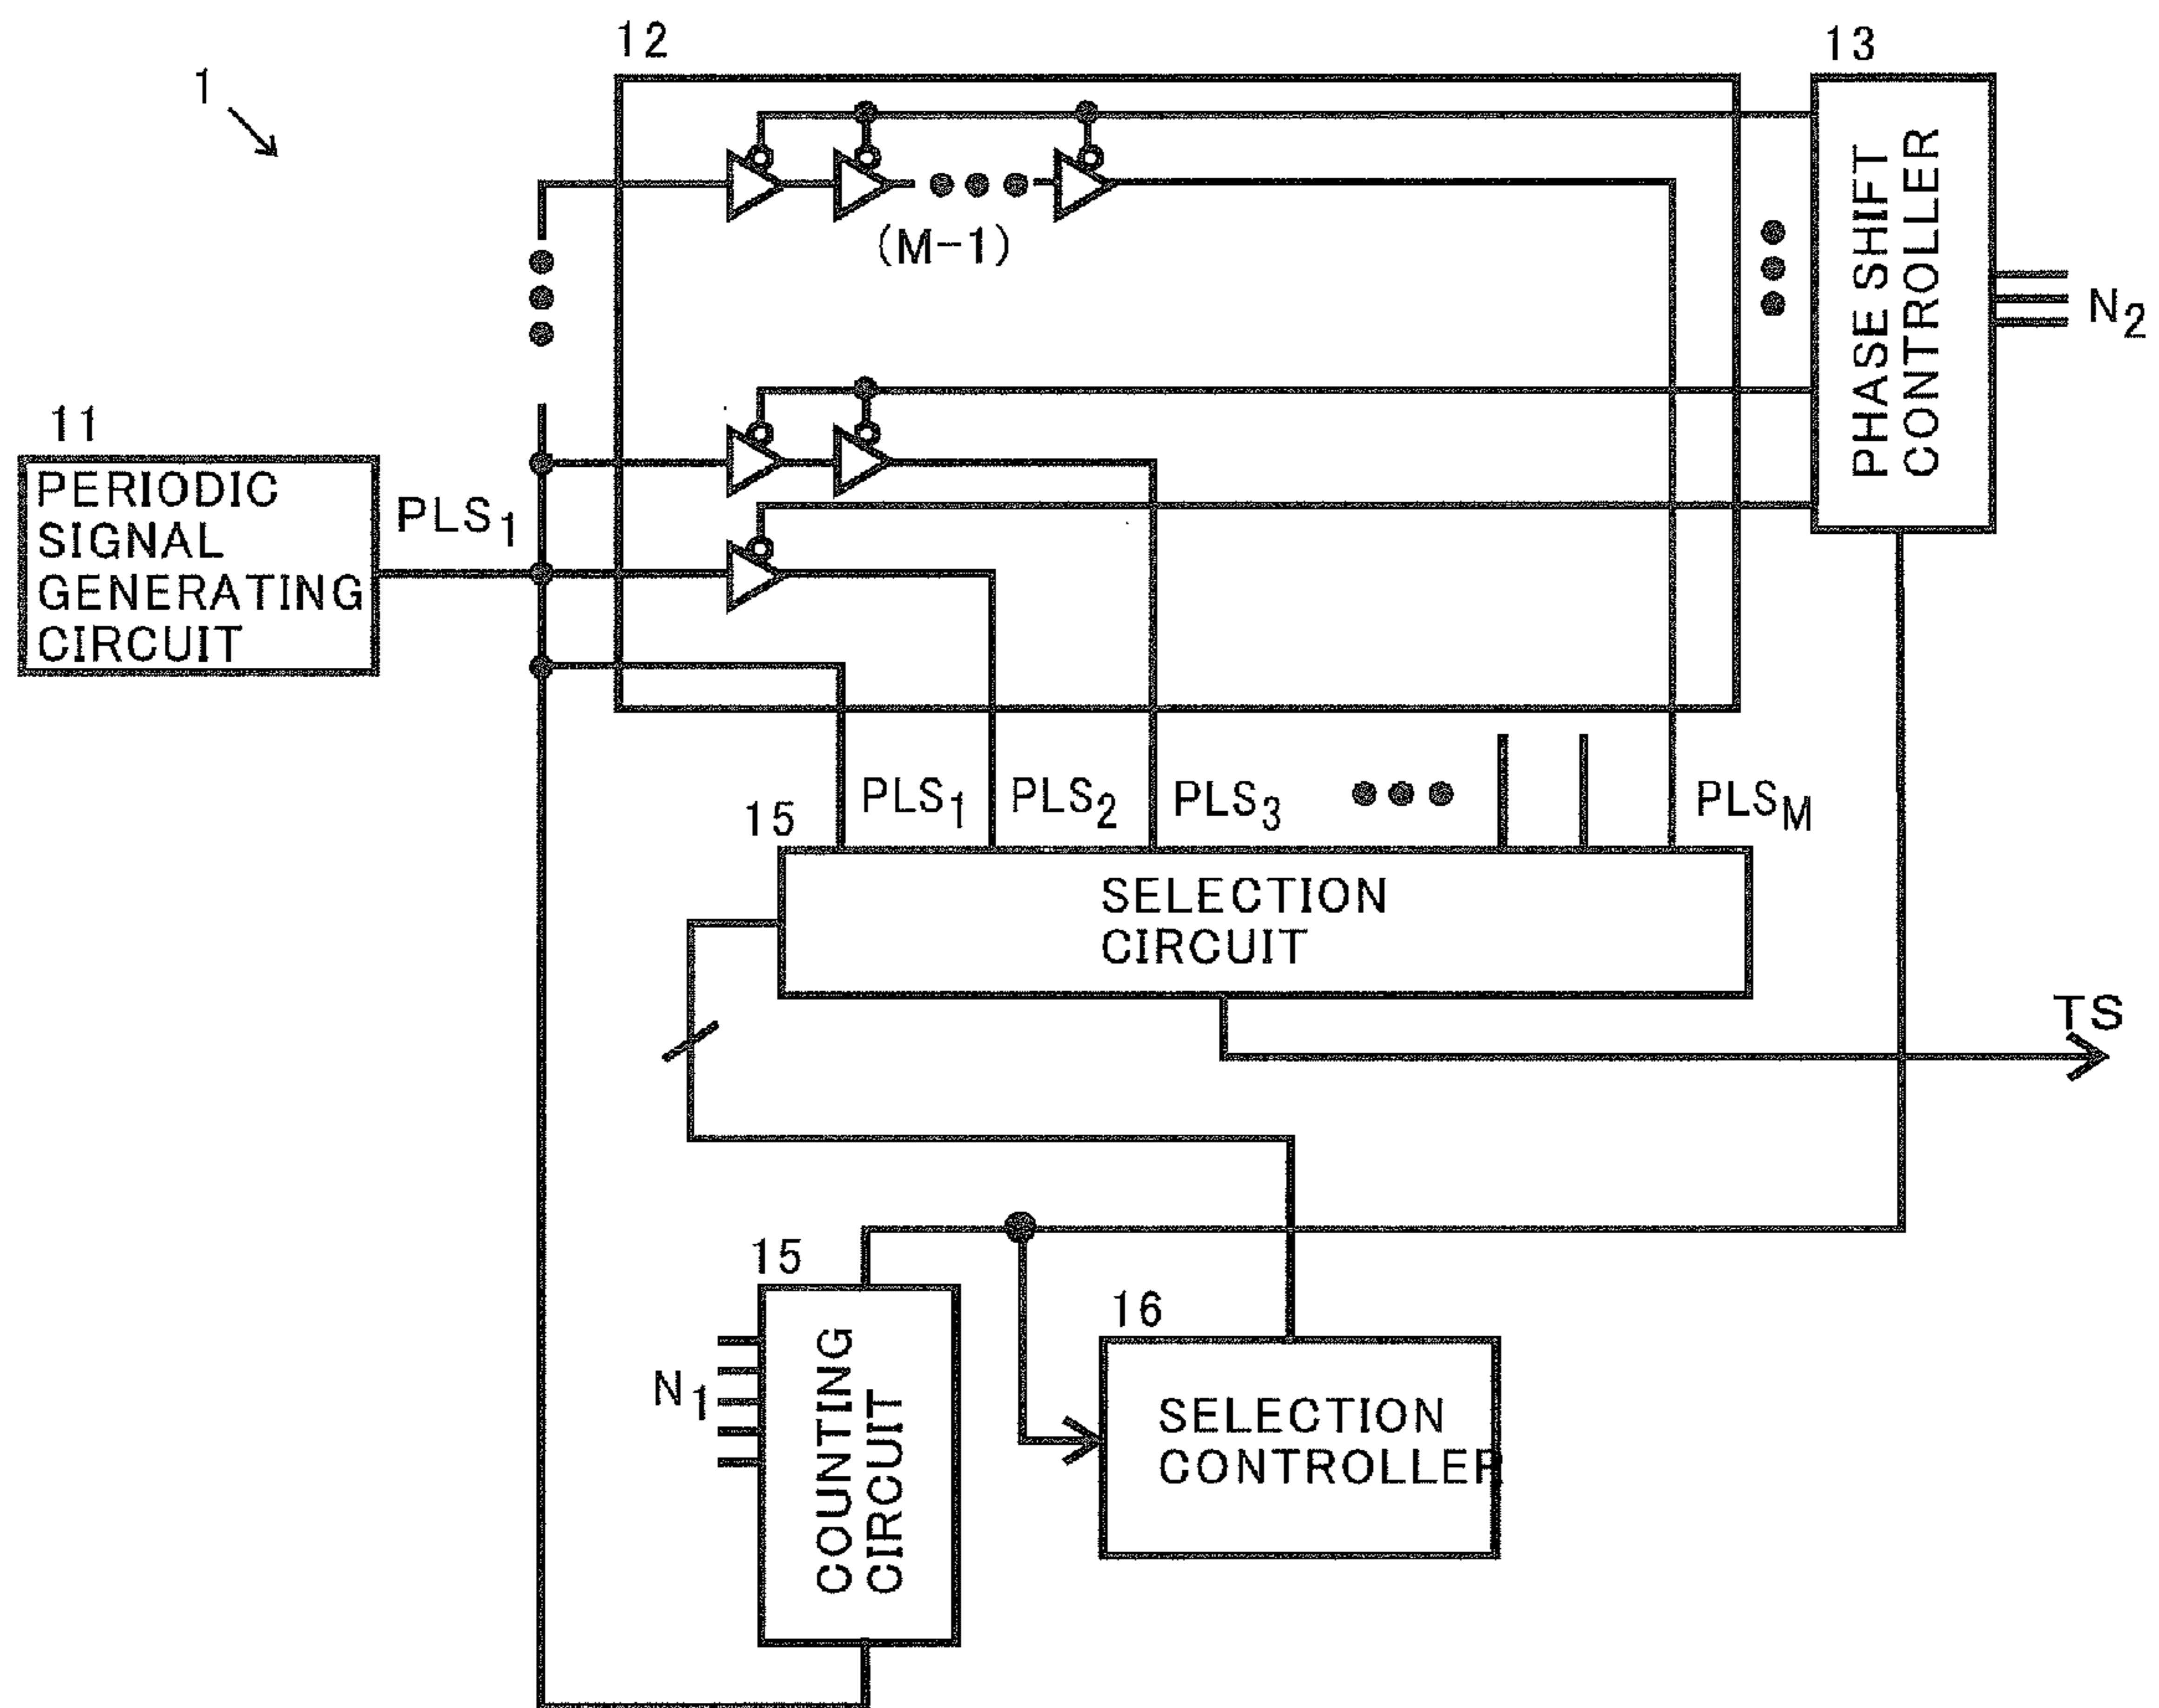 1
12
13
(M-1)
PHASE SHIFT
CONTROLLER
N2
11
PERIODIC
SIGNAL
GENERATING
CIRCUIT
PLS1
PLS1
PLS2
PLS3
PLSM
15
SELECTION
CIRCUIT
TS
15
COUNTING
CIRCUIT
N1
16
SELECTION
CONTROLLER